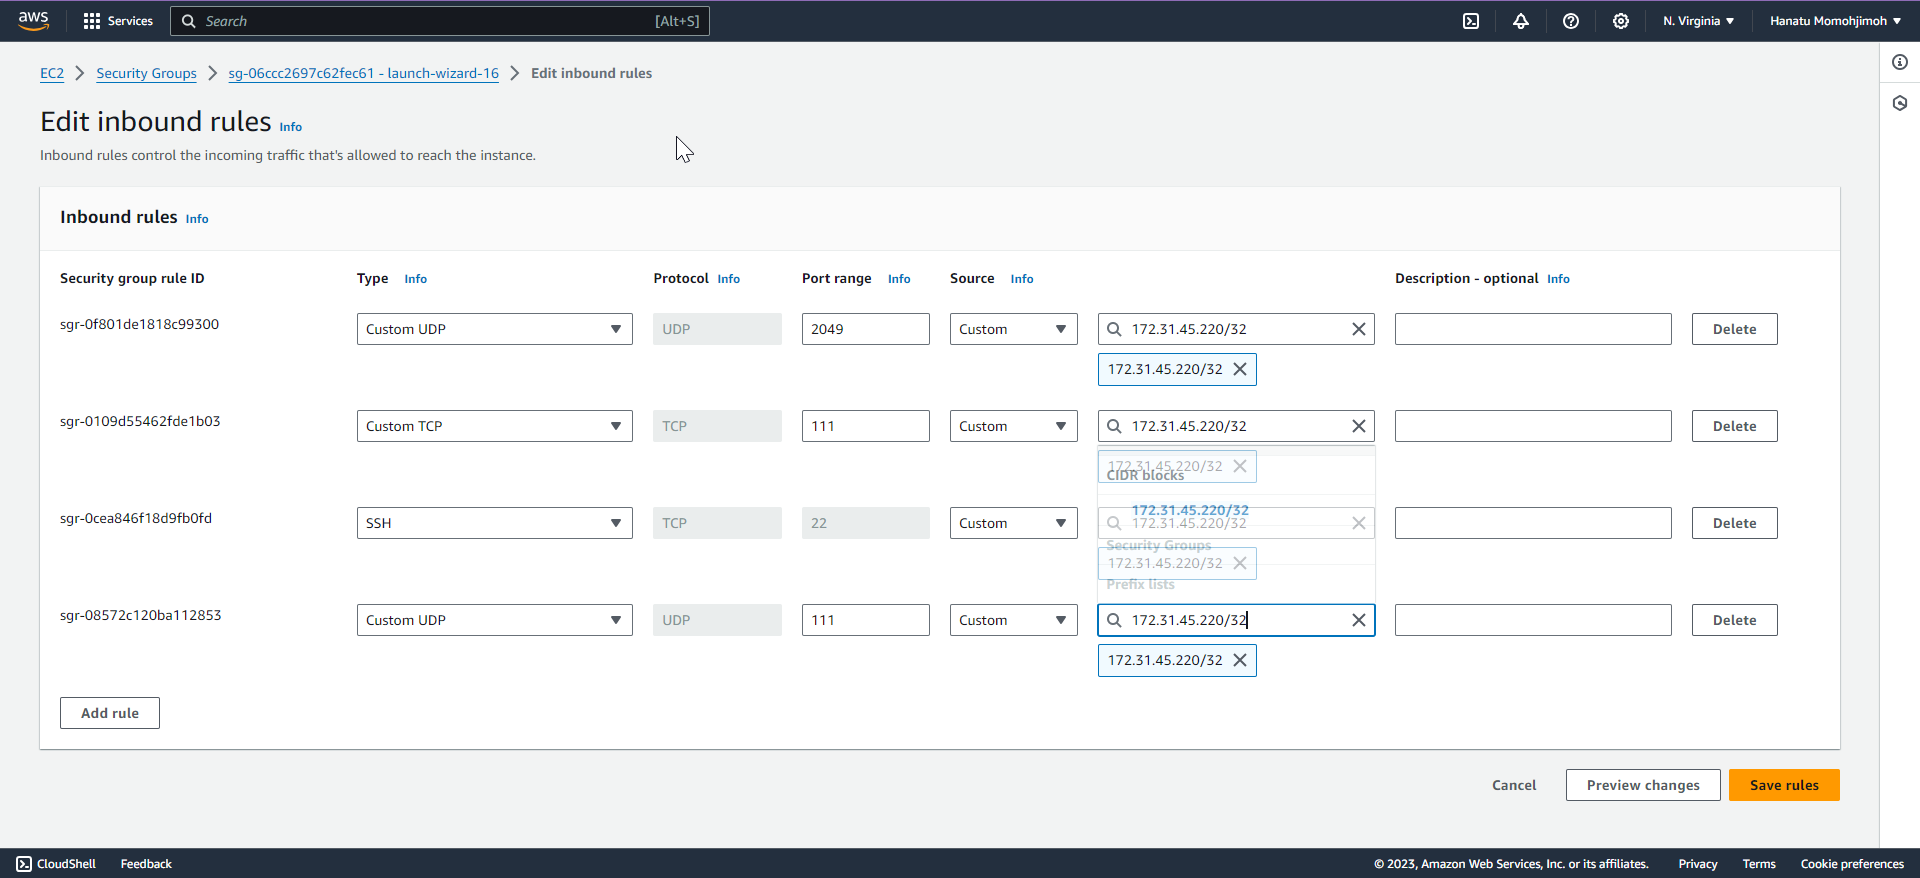 aws Services Search [Alt+S] N. Virginia Hanatu Momohjimoh
EC2 Security Groups sg-06ccc2697c62fec61 - launch-wizard-16 Edit inbound rules
Edit inbound rules Info
Inbound rules control the incoming traffic that's allowed to reach the instance.
Inbound rules Info
Security group rule ID Type Info Protocol Info Port range Info Source Info Description - optional Info
sgr-0f801de1818c99300 Custom UDP UDP 2049 Custom 172.31.45.220/32 Delete
172.31.45.220/32
sgr-0109d55462fde1b03 Custom TCP TCP 111 Custom 172.31.45.220/32 Delete
172.31.45.220/32
CIDR blocks
172.31.45.220/32
sgr-0cea846f18d9fb0fd SSH TCP 22 Custom 172.31.45.220/32 Delete
Security Groups
172.31.45.220/32
Prefix lists
sgr-08572c120ba112853 Custom UDP UDP 111 Custom 172.31.45.220/32 Delete
172.31.45.220/32
Add rule
Cancel Preview changes Save rules
CloudShell Feedback © 2023, Amazon Web Services, Inc. or its affiliates. Privacy Terms Cookie preferences